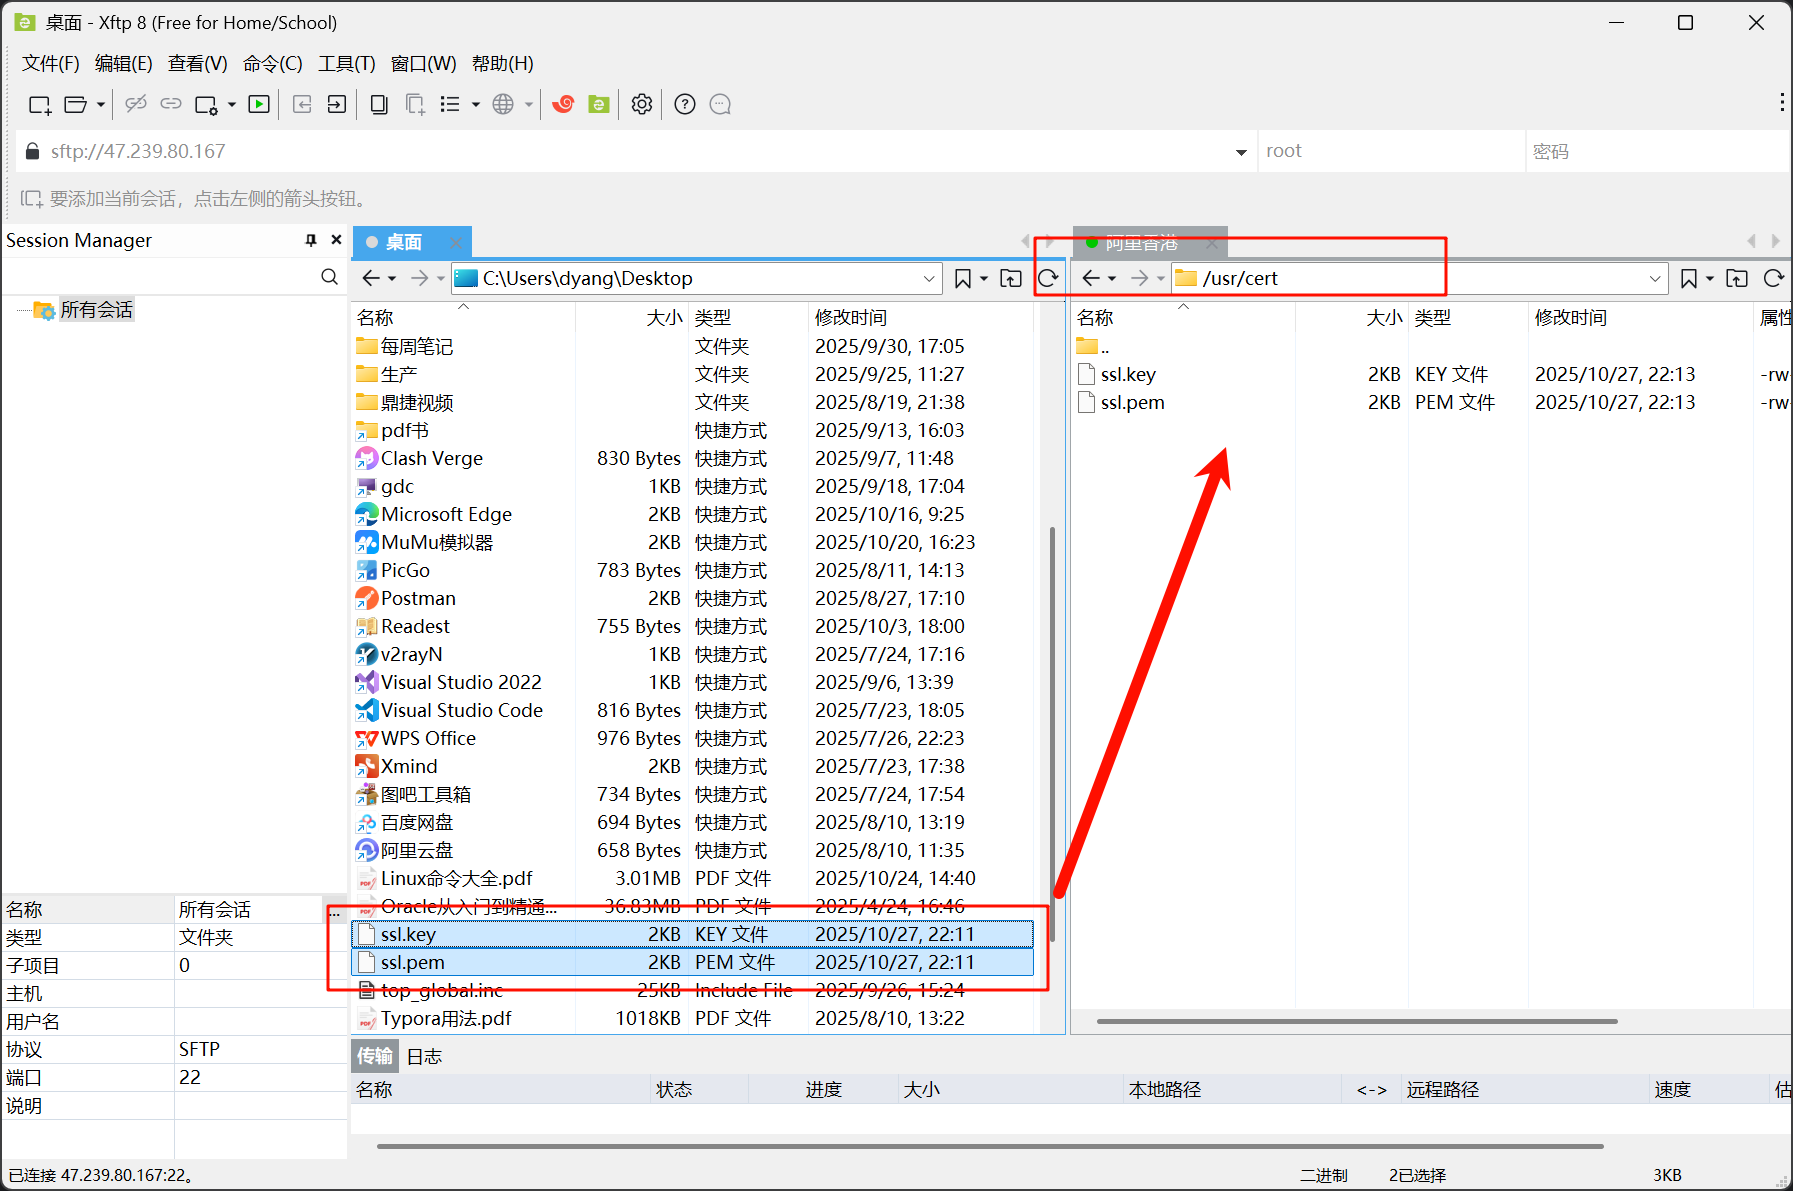 桌面 - Xftp 8 (Free for Home/School)
文件(F) 编辑(E) 查看(V) 命令(C) 工具(T) 窗口(W) 帮助(H)
sftp://47.239.80.167 root 密码
要添加当前会话，点击左侧的箭头按钮。
Session Manager
所有会话
名称 所有会话 ...
类型 文件夹
子项目 0
主机
用户名
协议 SFTP
端口 22
说明
桌面
C:\Users\dyang\Desktop
名称 大小 类型 修改时间
每周笔记 文件夹 2025/9/30, 17:05
生产 文件夹 2025/9/25, 11:27
鼎捷视频 文件夹 2025/8/19, 21:38
pdf书 快捷方式 2025/9/13, 16:03
Clash Verge 830 Bytes 快捷方式 2025/9/7, 11:48
gdc 1KB 快捷方式 2025/9/18, 17:04
Microsoft Edge 2KB 快捷方式 2025/10/16, 9:25
MuMu模拟器 2KB 快捷方式 2025/10/20, 16:23
PicGo 783 Bytes 快捷方式 2025/8/11, 14:13
Postman 2KB 快捷方式 2025/8/27, 17:10
Readest 755 Bytes 快捷方式 2025/10/3, 18:00
v2rayN 1KB 快捷方式 2025/7/24, 17:16
Visual Studio 2022 1KB 快捷方式 2025/9/6, 13:39
Visual Studio Code 816 Bytes 快捷方式 2025/7/23, 18:05
WPS Office 976 Bytes 快捷方式 2025/7/26, 22:23
Xmind 2KB 快捷方式 2025/7/23, 17:38
图吧工具箱 734 Bytes 快捷方式 2025/7/24, 17:54
百度网盘 694 Bytes 快捷方式 2025/8/10, 13:19
阿里云盘 658 Bytes 快捷方式 2025/8/10, 11:35
Linux命令大全.pdf 3.01MB PDF 文件 2025/10/24, 14:40
Oracle从入门到精通... 36.83MB PDF 文件 2025/4/24, 16:46
ssl.key 2KB KEY 文件 2025/10/27, 22:11
ssl.pem 2KB PEM 文件 2025/10/27, 22:11
top_global.inc 25KB Include File 2025/9/26, 15:24
Typora用法.pdf 1018KB PDF 文件 2025/8/10, 13:22
阿里香港
/usr/cert
名称 大小 类型 修改时间 属性
..
ssl.key 2KB KEY 文件 2025/10/27, 22:13 -rw-
ssl.pem 2KB PEM 文件 2025/10/27, 22:13 -rw-
传输 日志
名称 状态 进度 大小 本地路径 <-> 远程路径 速度 估
已连接 47.239.80.167:22。 二进制 2已选择 3KB